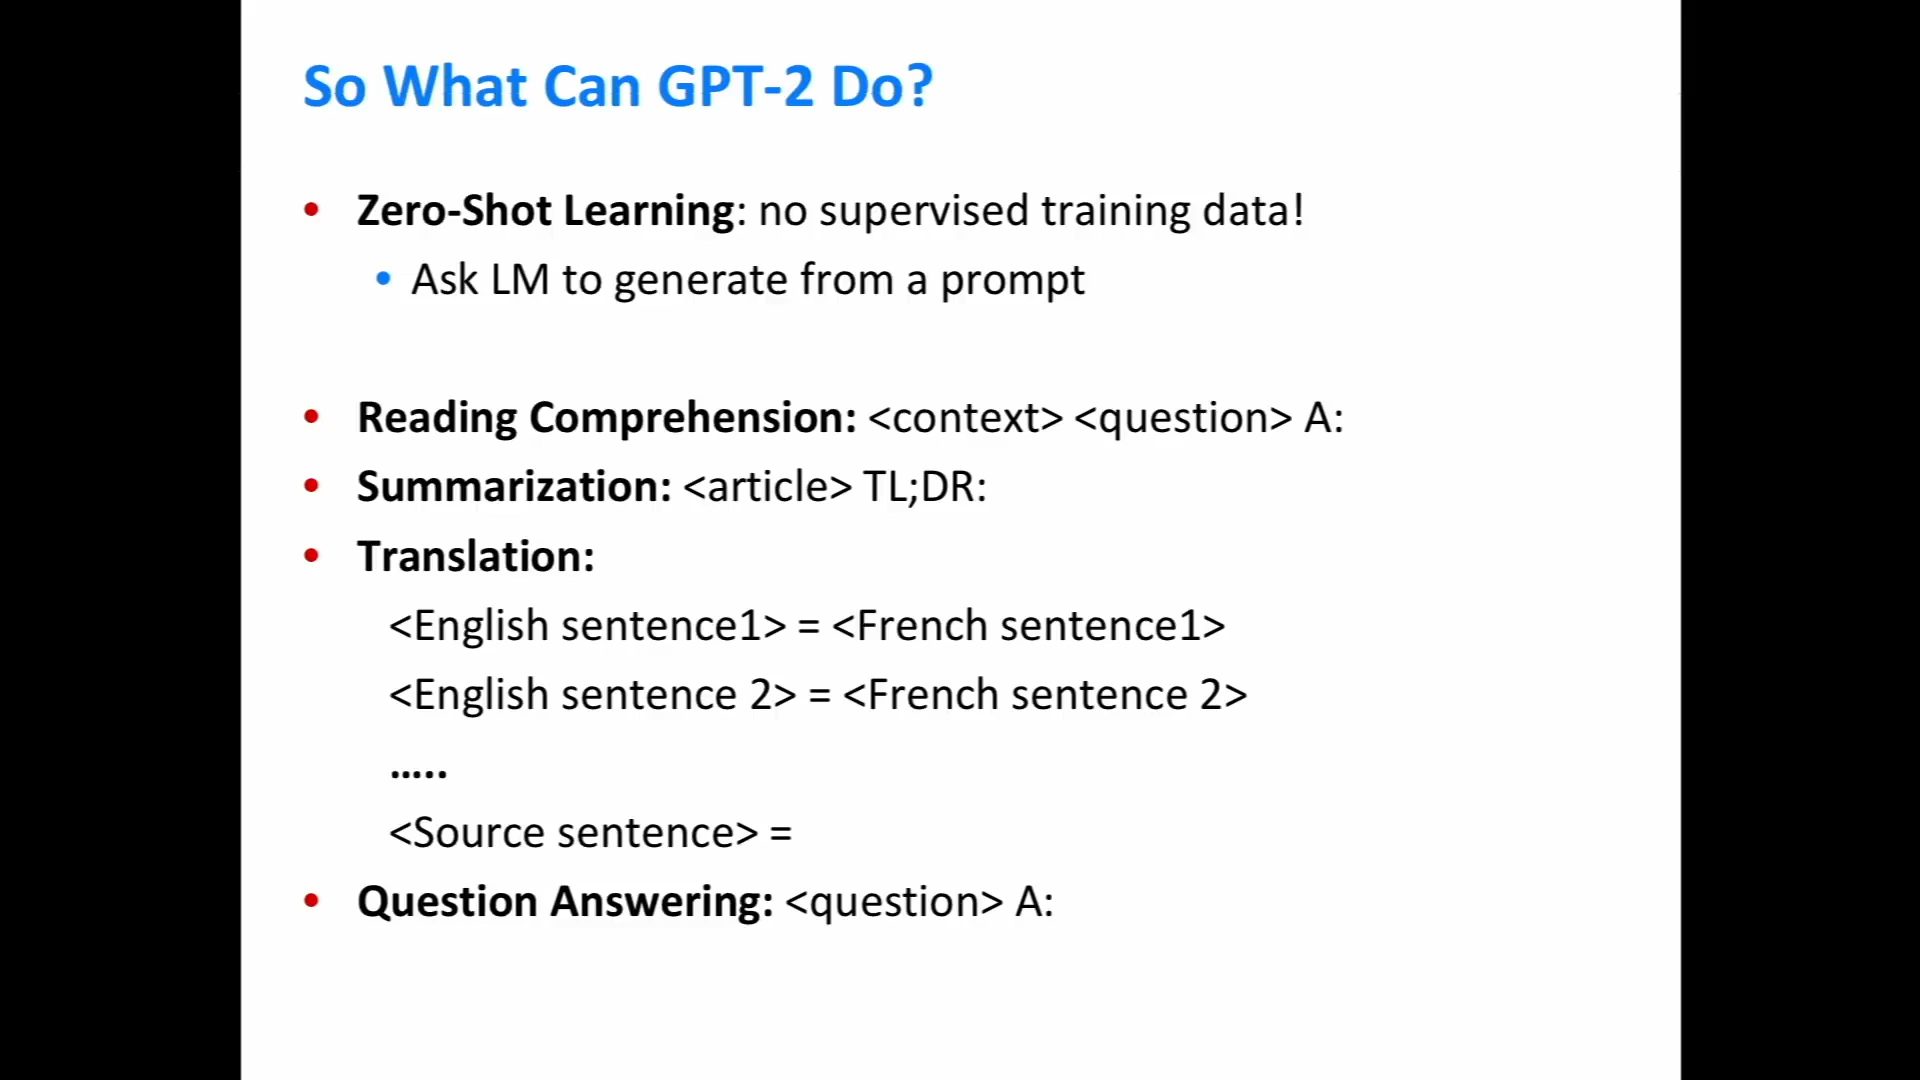 So What Can GPT-2 Do?
• Zero-Shot Learning: no supervised training data!
• Ask LM to generate from a prompt
• Reading Comprehension: <context> <question> A:
• Summarization: <article> TL;DR:
• Translation:
<English sentence1> = <French sentence1>
<English sentence 2> = <French sentence 2>
…..
<Source sentence> =
• Question Answering: <question> A: